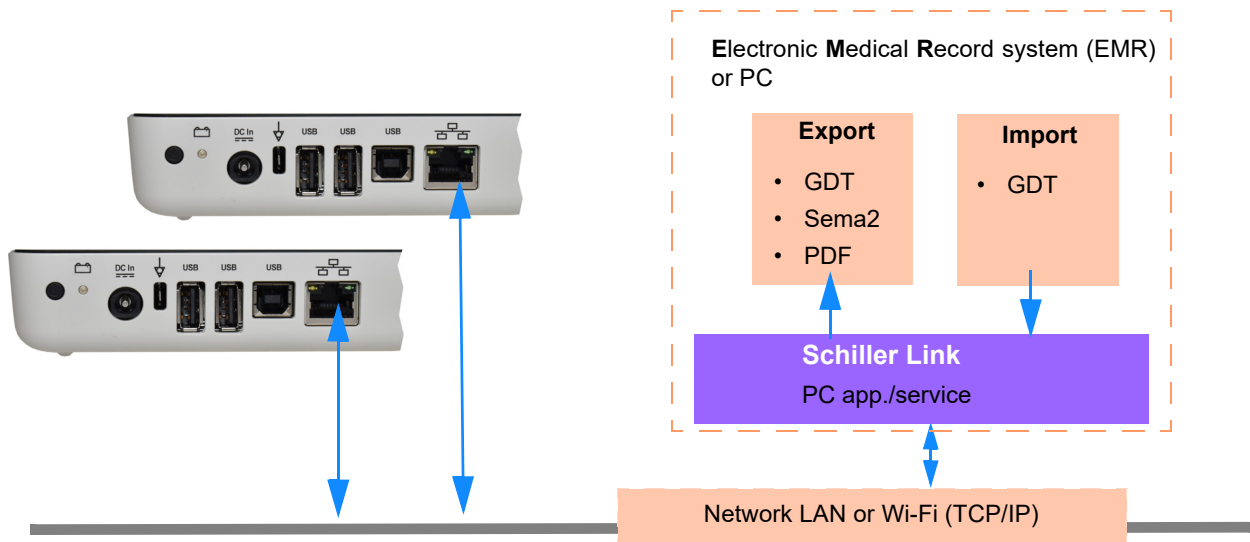 Electronic Medical Record system (EMR)
or PC
Export
• GDT
• Sema2
• PDF
Import
• GDT
DC In
USB
USB
USB
DC In
USB
USB
USB
Schiller Link
PC app./service
Network LAN or Wi-Fi (TCP/IP)